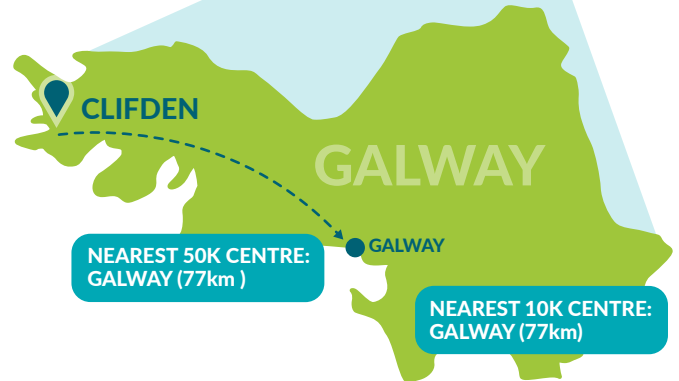 CLIFDEN
GALWAY
GALWAY
NEAREST 50K CENTRE:
GALWAY (77km )
NEAREST 10K CENTRE:
GALWAY (77km)